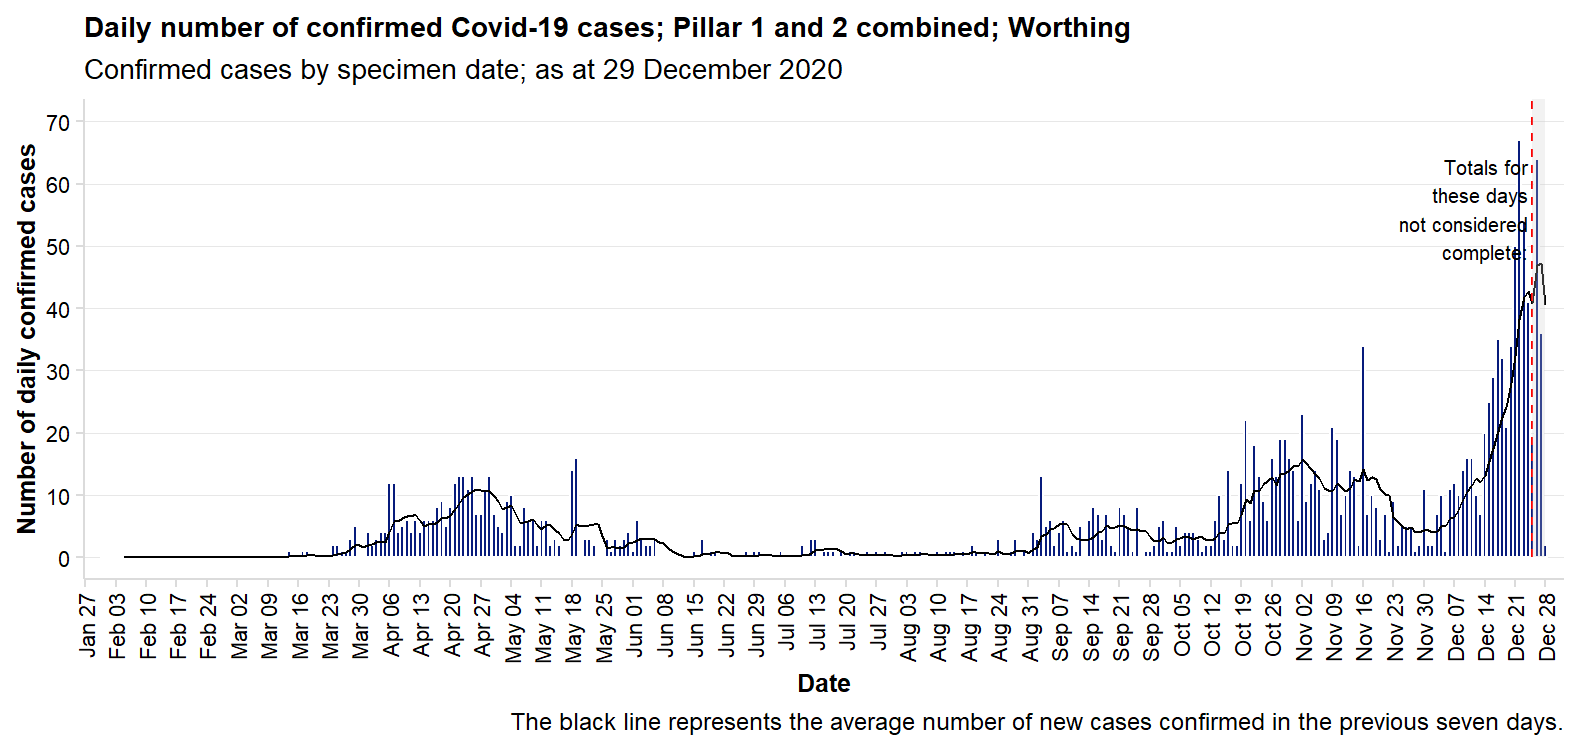 Daily number of confirmed Covid-19 cases; Pillar 1 and 2 combined; Worthing
Confirmed cases by specimen date; as at 29 December 2020
Number of daily confirmed cases
70
60
50
40
30
20
10
0
Totals for
these days
not considered
complete.
Jan 27
Feb 03
Feb 10
Feb 17
Feb 24
Mar 02
Mar 09
Mar 16
Mar 23
Mar 30
Apr 06
Apr 13
Apr 20
Apr 27
May 04
May 11
May 18
May 25
Jun 01
Jun 08
Jun 15
Jun 22
Jun 29
Jul 06
Jul 13
Jul 20
Jul 27
Aug 03
Aug 10
Aug 17
Aug 24
Aug 31
Sep 07
Sep 14
Sep 21
Sep 28
Oct 05
Oct 12
Oct 19
Oct 26
Nov 02
Nov 09
Nov 16
Nov 23
Nov 30
Dec 07
Dec 14
Dec 21
Dec 28
Date
The black line represents the average number of new cases confirmed in the previous seven days.